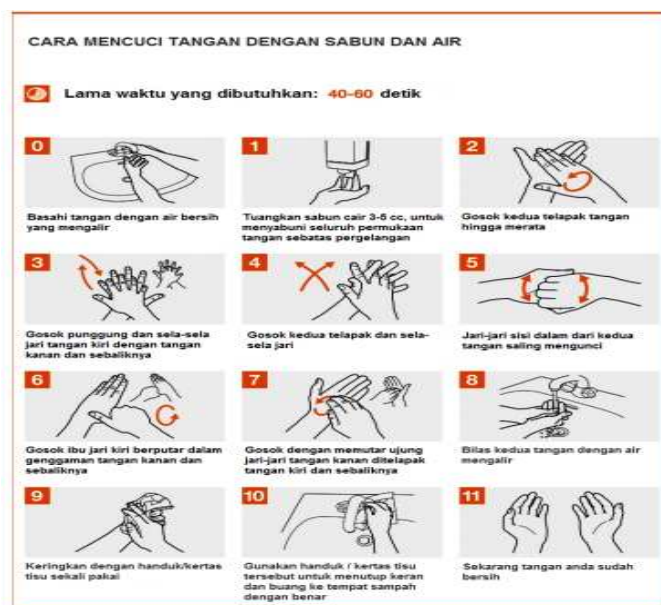 CARA MENCUCI TANGAN DENGAN SABUN DAN AIR
Lama waktu yang dibutuhkan: 40-60 detik
0
Basahi tangan dengan air bersih
yang mengalir
1
Tuangkan sabun cair 3-5 cc, untuk
menyabuni seluruh permukaan
tangan sebatas pergelangan
2
Gosok kedua telapak tangan
hingga merata
3
Gosok punggung dan sela-sela
jari tangan kiri dengan tangan
kanan dan sebaliknya
4
Gosok kedua telapak dan sela-
sela jari
5
Jari-jari sisi dalam dari kedua
tangan saling mengunci
6
Gosok ibu jari kiri berputar dalam
genggaman tangan kanan dan
sebaliknya
7
Gosok dengan memutar ujung
jari-jari tangan kanan ditelapak
tangan kiri dan sebaliknya
8
Bilas kedua tangan dengan air
mengalir
9
Keringkan dengan handuk/kertas
tisu sekali pakai
10
Gunakan handuk / kertas tisu
tersebut untuk menutup keran
dan buang ke tempat sampah
dengan benar
11
Sekarang tangan anda sudah
bersih